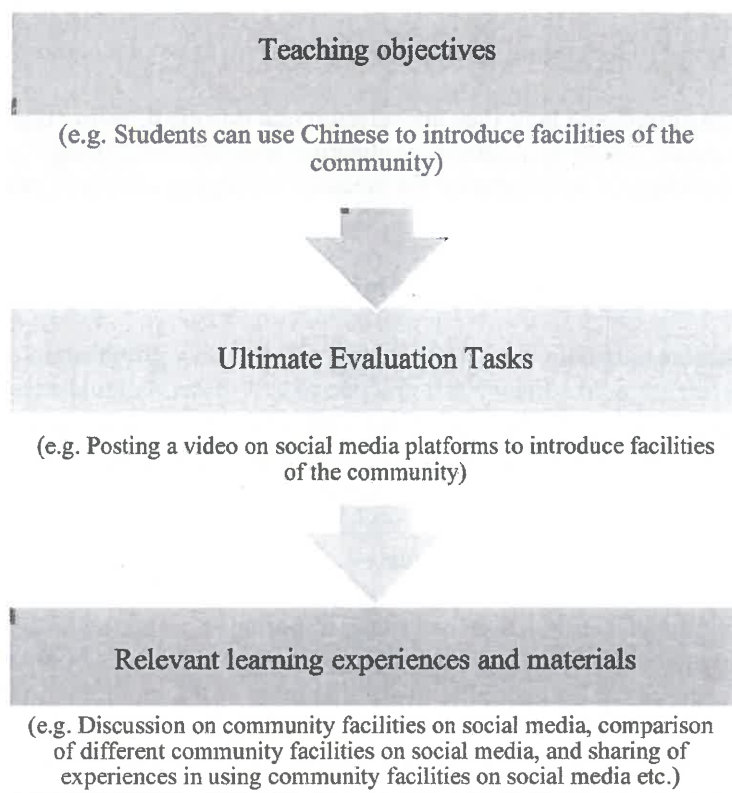 Teaching objectives
(e.g. Students can use Chinese to introduce facilities of the
community)
Ultimate Evaluation Tasks
(e.g. Posting a video on social media platforms to introduce facilities
of the community)
Relevant learning experiences and materials
(e.g. Discussion on community facilities on social media, comparison
of different community facilities on social media, and sharing of
experiences in using community facilities on social media etc.)